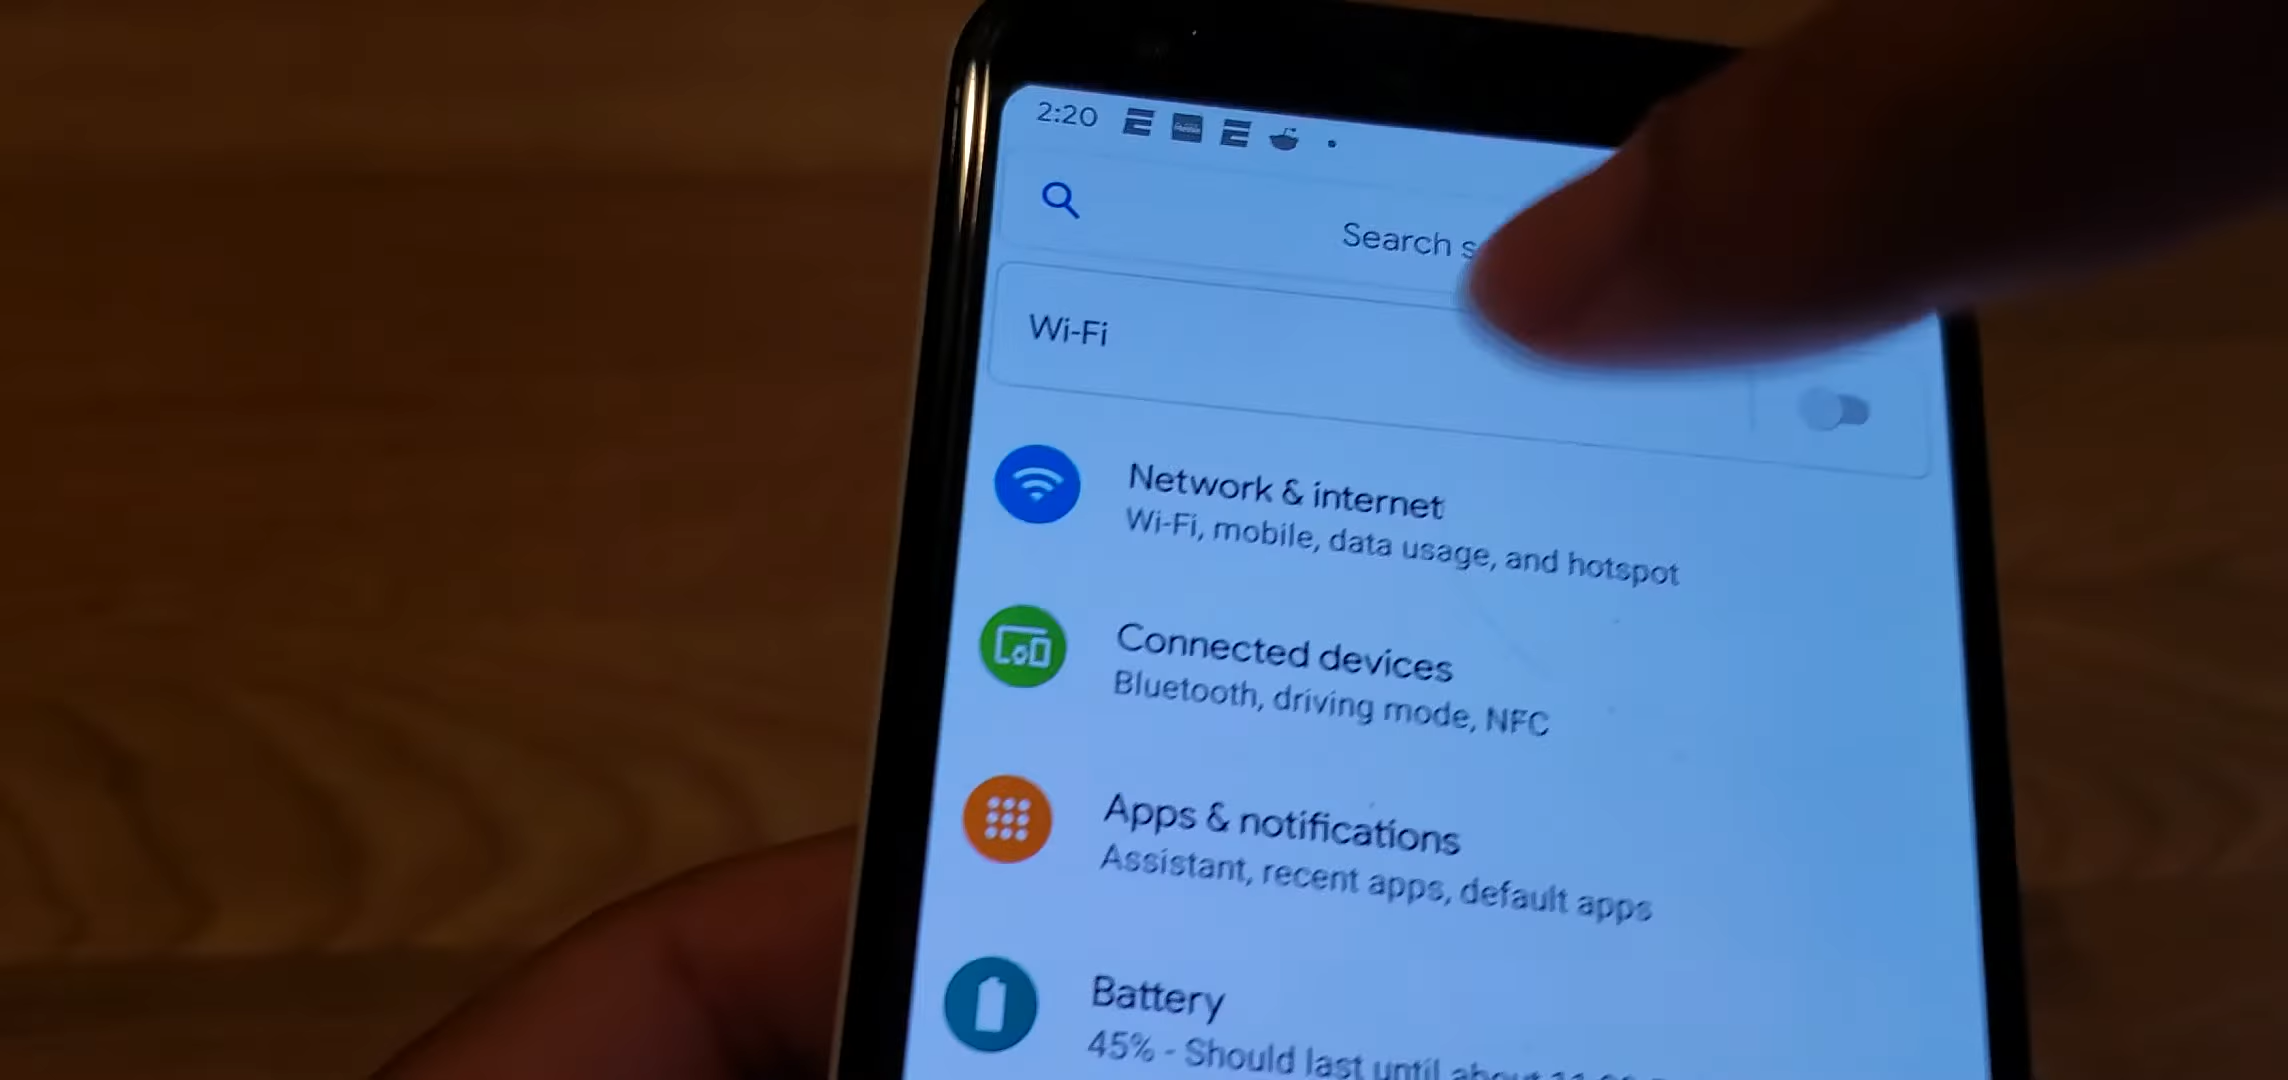 2:20
Search
Wi-Fi
Network & internet
Wi-Fi, mobile, data usage, and hotspot
Connected devices
Bluetooth, driving mode, NFC
Apps & notifications
Assistant, recent apps, default apps
Battery
45% - Should last until about